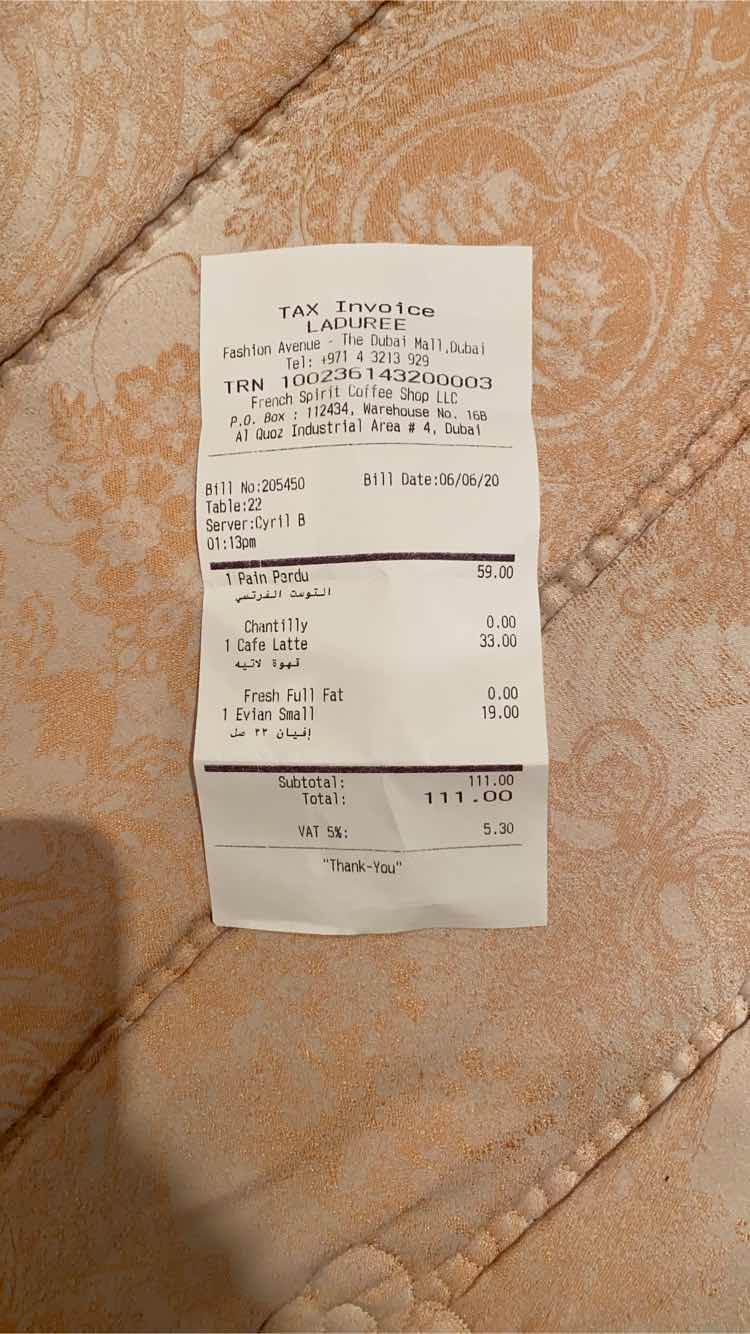 TAX Invoice
LADUREE
Fashion Avenue - The Dubai Mall,Dubai
Tel: +971 4 3213 929
TRN 100236143200003
French Spirit Coffee Shop LLC
P.O. Box : 112434, Warehouse No. 16B
Al Quoz Industrial Area # 4, Dubai
Bill No:205450 Bill Date:06/06/20
Table:22
Server:Cyril B
01:13pm
1 Pain Perdu 59.00
التوست الفرنسي
Chantilly 0.00
1 Cafe Latte 33.00
قهوة لاتيه
Fresh Full Fat 0.00
1 Evian Small 19.00
إفيان ٣٣ صل
Subtotal: 111.00
Total: 111.00
VAT 5%: 5.30
"Thank-You"